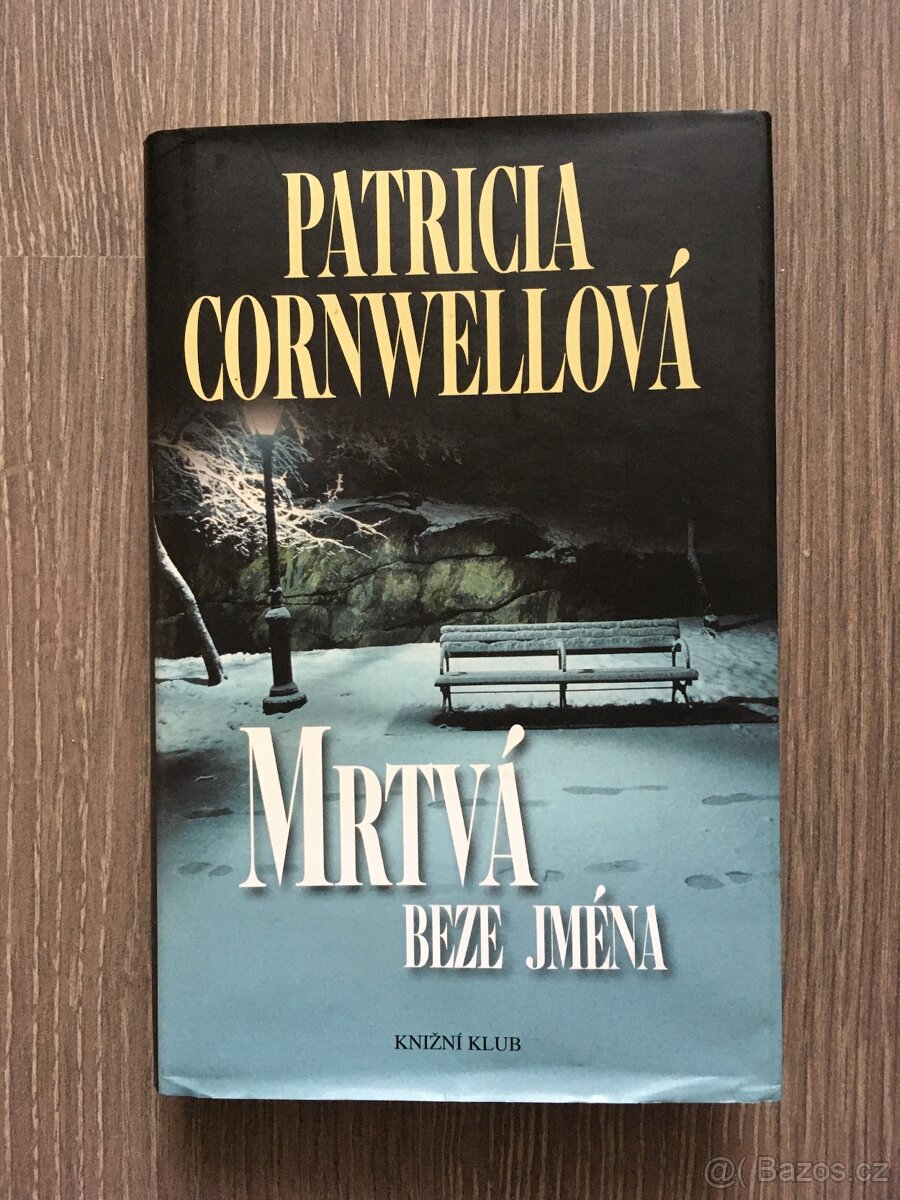 PATRICIA
CORNWELLOVÁ
MRTVÁ
BEZE JMÉNA
KNIŽNÍ KLUB
@( Bazos.cz